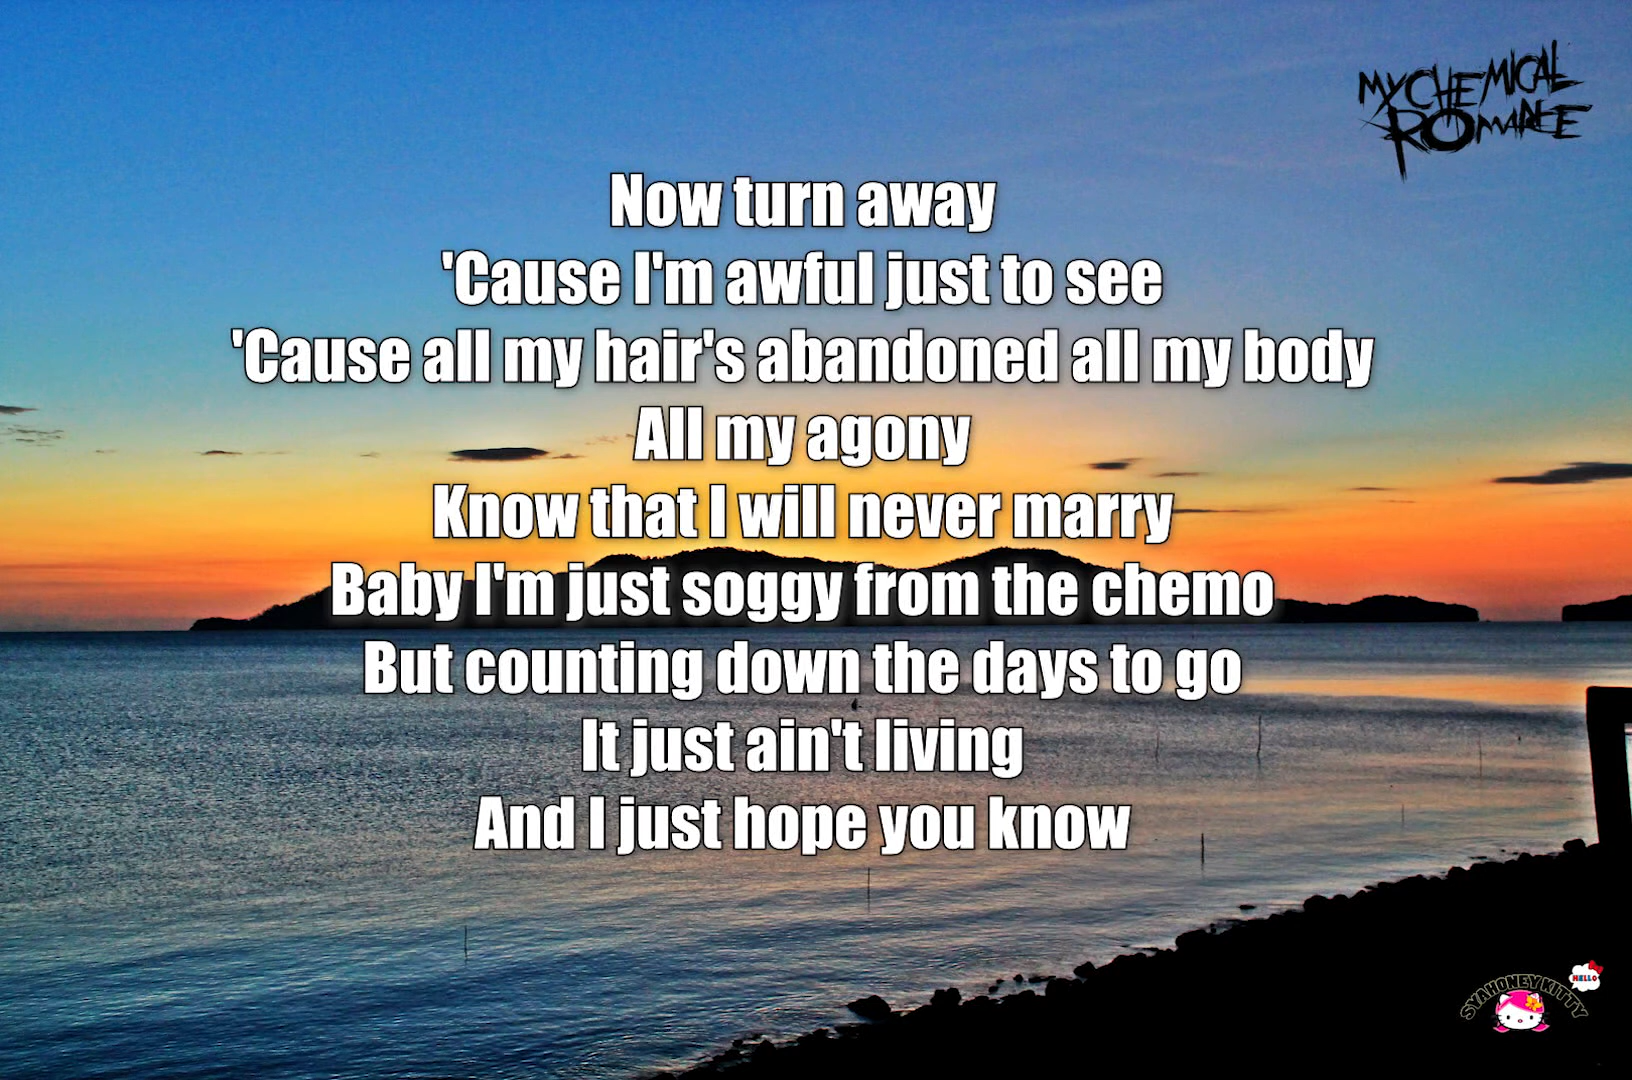 MY CHEMICAL
ROMANCE
Now turn away
'Cause I'm awful just to see
'Cause all my hair's abandoned all my body
All my agony
Know that I will never marry
Baby I'm just soggy from the chemo
But counting down the days to go
It just ain't living
And I just hope you know
HELLO
SYAHONEYKITTY